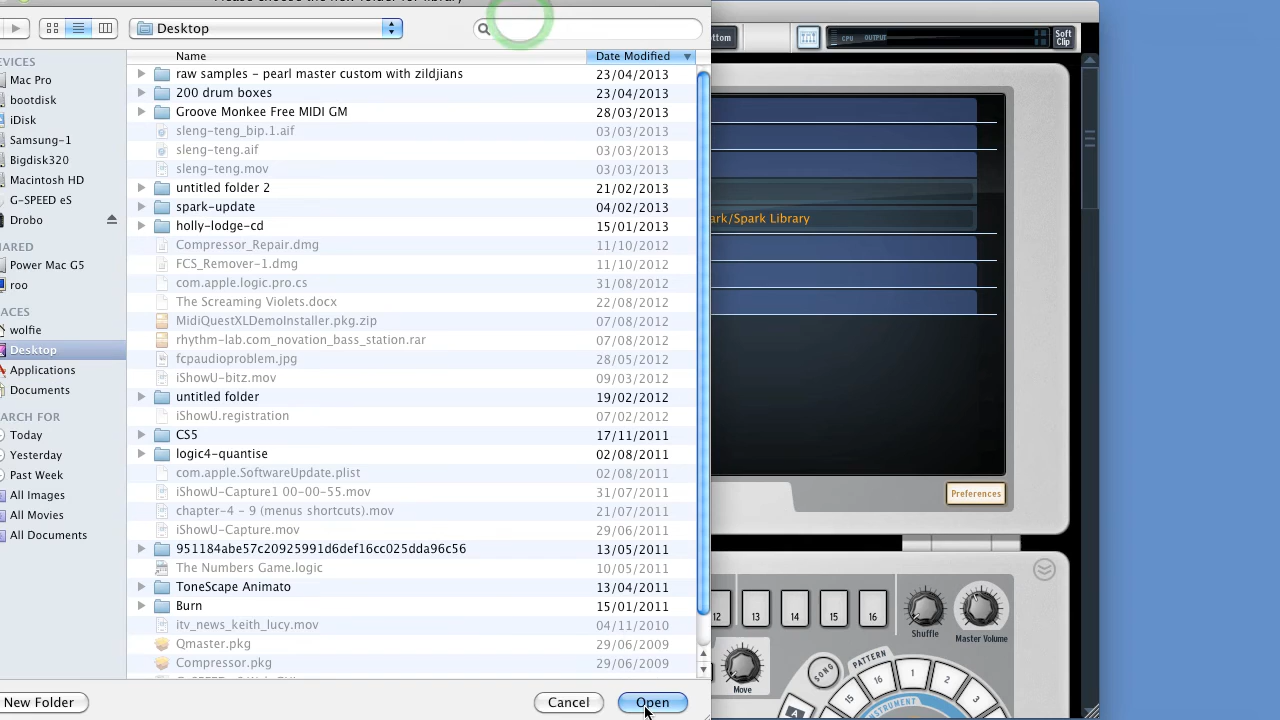 Desktop
Name Date Modified
raw samples - pearl master custom with zildjians 23/04/2013
200 drum boxes 23/04/2013
Groove Monkee Free MIDI GM 28/03/2013
sleng-teng_bip.1.aif 03/03/2013
sleng-teng.aif 03/03/2013
sleng-teng.mov 03/03/2013
untitled folder 2 21/02/2013
spark-update 04/02/2013
holly-lodge-cd 15/01/2013
Compressor_Repair.dmg 11/10/2012
FCS_Remover-1.dmg 11/10/2012
com.apple.logic.pro.cs 31/08/2012
The Screaming Violets.docx 22/08/2012
MidiQuestXLDemoInstaller.pkg.zip 07/08/2012
rhythm-lab.com_novation_bass_station.rar 07/08/2012
fcpaudioproblem.jpg 28/05/2012
iShowU-bitz.mov 09/03/2012
untitled folder 19/02/2012
iShowU.registration 07/02/2012
CS5 17/11/2011
logic4-quantise 02/08/2011
com.apple.SoftwareUpdate.plist 02/08/2011
iShowU-Capture1 00-00-55.mov 31/07/2011
chapter-4 - 9 (menus shortcuts).mov 21/07/2011
iShowU-Capture.mov 29/06/2011
13/05/2011
The Numbers Game.logic 10/05/2011
ToneScape Animato 13/04/2011
Burn 15/01/2011
itv_news_keith_lucy.mov 04/11/2010
Qmaster.pkg 29/06/2009
Compressor.pkg 29/06/2009
EVICES
Mac Pro
bootdisk
iDisk
Samsung-1
Bigdisk320
Macintosh HD
G-SPEED eS
Drobo
HARED
Power Mac G5
roo
ACES
wolfie
Desktop
Applications
Documents
EARCH FOR
Today
Yesterday
Past Week
All Images
All Movies
All Documents
New Folder
Cancel
Open
ttom
CPU OUTPUT
Soft
Clip
ark/Spark Library
Preferences
12 13 14 15 16
Shuffle
Master Volume
Move
SONG
PATTERN
15 16 1 2 3
A
INSTRUMENT